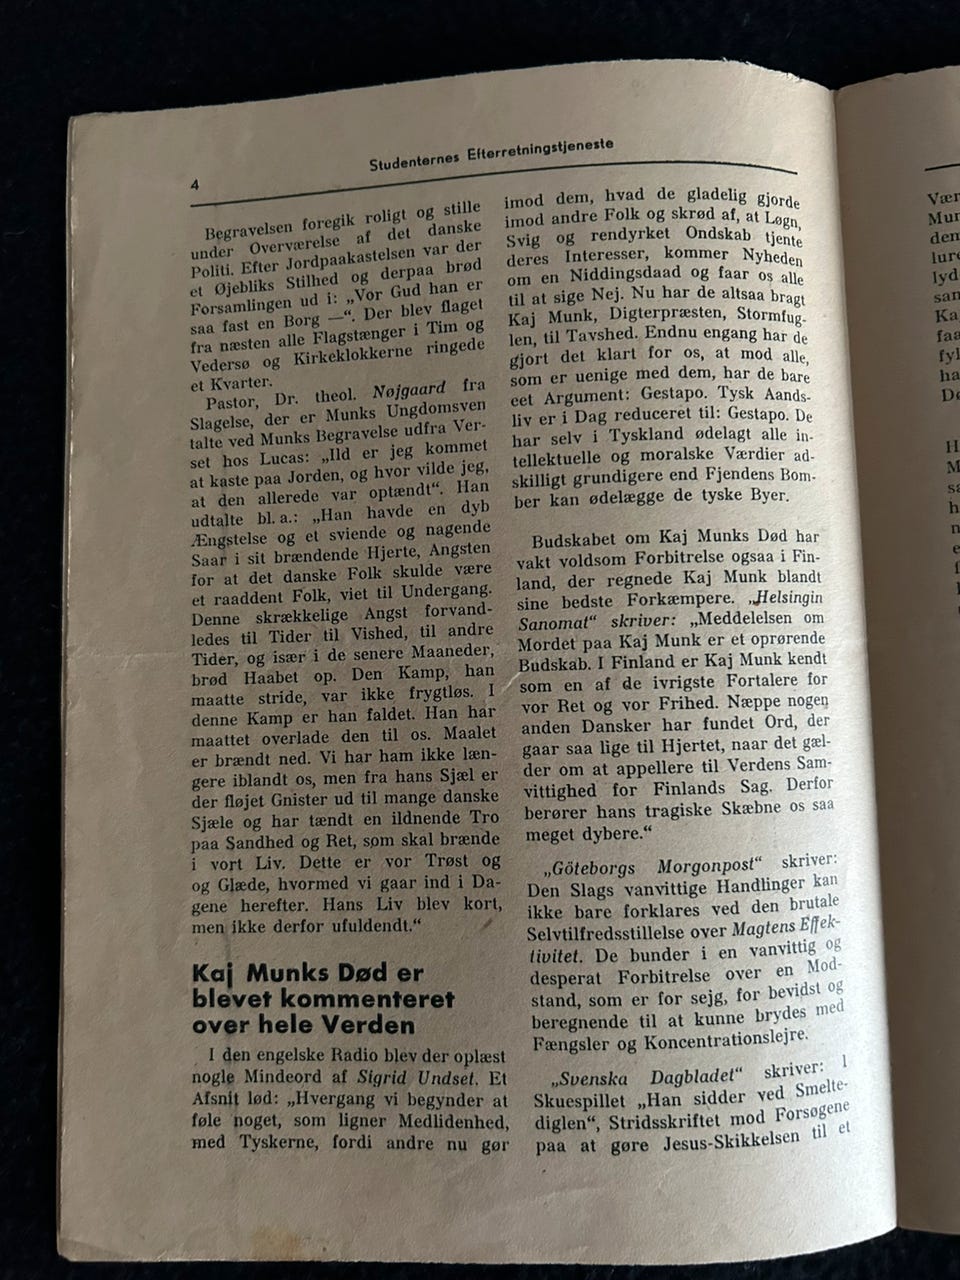 4
Studenternes Efterretningstjeneste
Begravelsen foregik roligt og stille
under Overværelse af det danske
Politi. Efter Jordpaakastelsen var der
et Øjebliks Stilhed og derpaa brød
Forsamlingen ud i: „Vor Gud han er
saa fast en Borg —“. Der blev flaget
fra næsten alle Flagstænger i Tim og
Vedersø og Kirkeklokkerne ringede
et Kvarter.
Pastor, Dr. theol. Nøjgaard fra
Slagelse, der er Munks Ungdomsven
talte ved Munks Begravelse udfra Ver-
set hos Lucas: „Ild er jeg kommet
at kaste paa Jorden, og hvor vilde jeg,
at den allerede var optændt“. Han
udtalte bl. a.: „Han havde en dyb
Ængstelse og et sviende og nagende
Saar i sit brændende Hjerte, Angsten
for at det danske Folk skulde være
et raaddent Folk, viet til Undergang.
Denne skrækkelige Angst forvand-
ledes til Tider til Vished, til andre
Tider, og især i de senere Maaneder,
brød Haabet op. Den Kamp, han
maatte stride, var ikke frygtløs. I
denne Kamp er han faldet. Han har
maattet overlade den til os. Maalet
er brændt ned. Vi har ham ikke læn-
gere iblandt os, men fra hans Sjæl er
der fløjet Gnister ud til mange danske
Sjæle og har tændt en ildnende Tro
paa Sandhed og Ret, som skal brænde
i vort Liv. Dette er vor Trøst og
og Glæde, hvormed vi gaar ind i Da-
gene herefter. Hans Liv blev kort,
men ikke derfor ufuldendt.“
Kaj Munks Død er
blevet kommenteret
over hele Verden
I den engelske Radio blev der oplæst
nogle Mindeord af Sigrid Undset. Et
Afsnit lød: „Hvergang vi begynder at
føle noget, som ligner Medlidenhed,
med Tyskerne, fordi andre nu gør
imod dem, hvad de gladelig gjorde
imod andre Folk og skrød af, at Løgn,
Svig og rendyrket Ondskab tjente
deres Interesser, kommer Nyheden
om en Niddingsdaad og faar os alle
til at sige Nej. Nu har de altsaa bragt
Kaj Munk, Digterpræsten, Stormfug-
len, til Tavshed. Endnu engang har de
gjort det klart for os, at mod alle,
som er uenige med dem, har de bare
eet Argument: Gestapo. Tysk Aands-
liv er i Dag reduceret til: Gestapo. De
har selv i Tyskland ødelagt alle in-
tellektuelle og moralske Værdier ad-
skilligt grundigere end Fjendens Bom-
ber kan ødelægge de tyske Byer.
Budskabet om Kaj Munks Død har
vakt voldsom Forbitrelse ogsaa i Fin-
land, der regnede Kaj Munk blandt
sine bedste Forkæmpere. „Helsingin
Sanomat“ skriver: „Meddelelsen om
Mordet paa Kaj Munk er et oprørende
Budskab. I Finland er Kaj Munk kendt
som en af de ivrigste Fortalere for
vor Ret og vor Frihed. Næppe nogen
anden Dansker har fundet Ord, der
gaar saa lige til Hjertet, naar det gæl-
der om at appellere til Verdens Sam-
vittighed for Finlands Sag. Derfor
berører hans tragiske Skæbne os saa
meget dybere.“
„Göteborgs Morgonpost“ skriver:
Den Slags vanvittige Handlinger kan
ikke bare forklares ved den brutale
Selvtilfredsstillelse over Magtens Effek-
tivitet. De bunder i en vanvittig og
desperat Forbitrelse over en Mod-
stand, som er for sejg, for bevidst og
beregnende til at kunne brydes med
Fængsler og Koncentrationslejre.
„Svenska Dagbladet“ skriver: I
Skuespillet „Han sidder ved Smelte-
diglen“, Stridsskriftet mod Forsøgene
paa at gøre Jesus-Skikkelsen til et